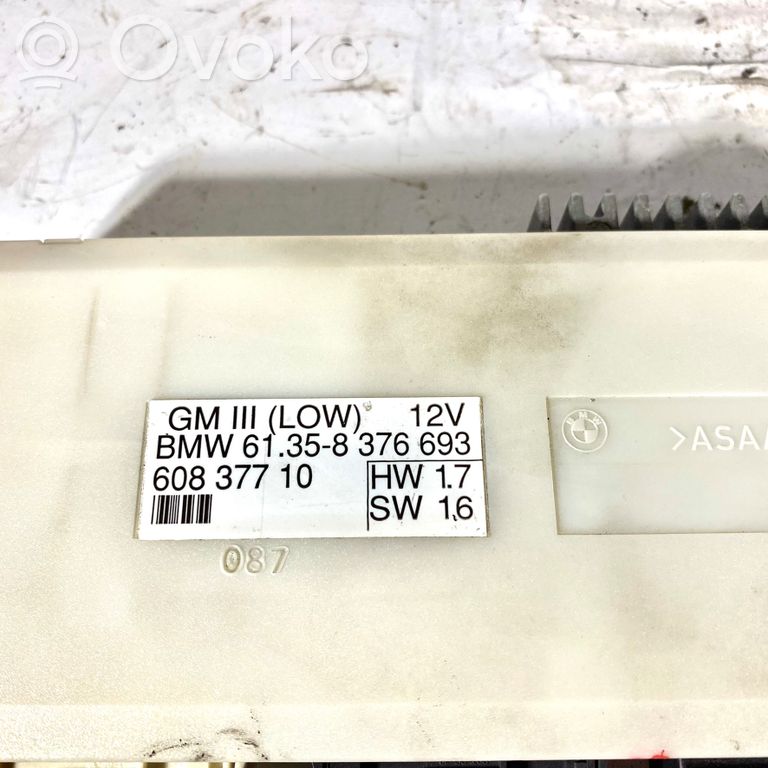 Ovoko
GM III (LOW) 12V
BMW 61.35-8 376 693
608 377 10
HW 1.7
SW 1.6
087
BMW
>ASA